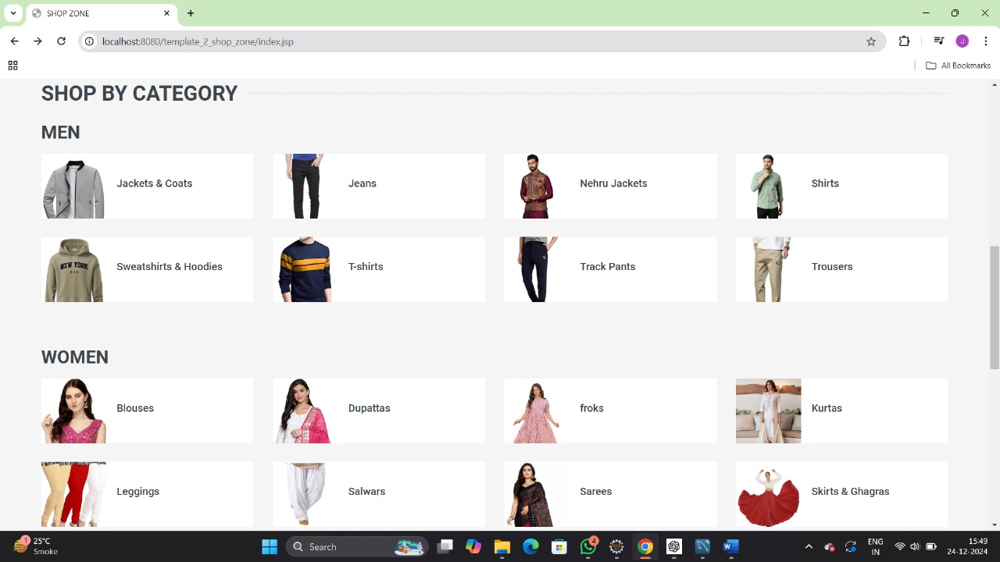 SHOP ZONE
localhost:8080/template_2_shop_zone/index.jsp
J
All Bookmarks
SHOP BY CATEGORY
MEN
Jackets & Coats
Jeans
Nehru Jackets
Shirts
NEW YORK
Sweatshirts & Hoodies
T-shirts
Track Pants
Trousers
WOMEN
Blouses
Dupattas
froks
Kurtas
Leggings
Salwars
Sarees
Skirts & Ghagras
1
25°C
Smoke
Search
4
W
ENG
IN
15:49
24-12-2024